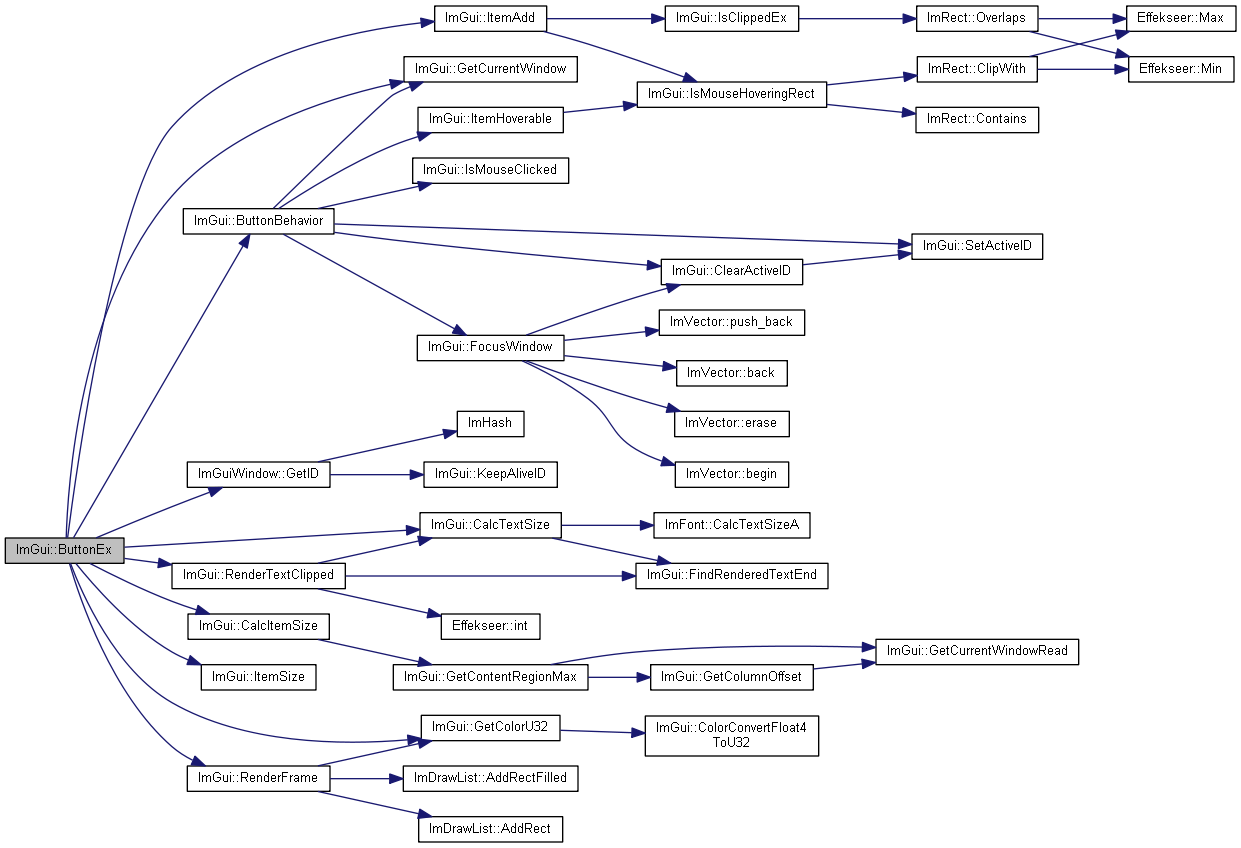 ImGui::ItemAdd
ImGui::IsClippedEx
ImRect::Overlaps
Effekseer::Max
ImGui::GetCurrentWindow
ImRect::ClipWith
Effekseer::Min
ImGui::IsMouseHoveringRect
ImGui::ItemHoverable
ImRect::Contains
ImGui::IsMouseClicked
ImGui::ButtonBehavior
ImGui::SetActiveID
ImGui::ClearActiveID
ImVector::push_back
ImGui::FocusWindow
ImVector::back
ImHash
ImVector::erase
ImGuiWindow::GetID
ImGui::KeepAliveID
ImVector::begin
ImGui::CalcTextSize
ImFont::CalcTextSizeA
ImGui::ButtonEx
ImGui::RenderTextClipped
ImGui::FindRenderedTextEnd
ImGui::CalcItemSize
Effekseer::int
ImGui::GetCurrentWindowRead
ImGui::ItemSize
ImGui::GetContentRegionMax
ImGui::GetColumnOffset
ImGui::GetColorU32
ImGui::ColorConvertFloat4
ToU32
ImGui::RenderFrame
ImDrawList::AddRectFilled
ImDrawList::AddRect